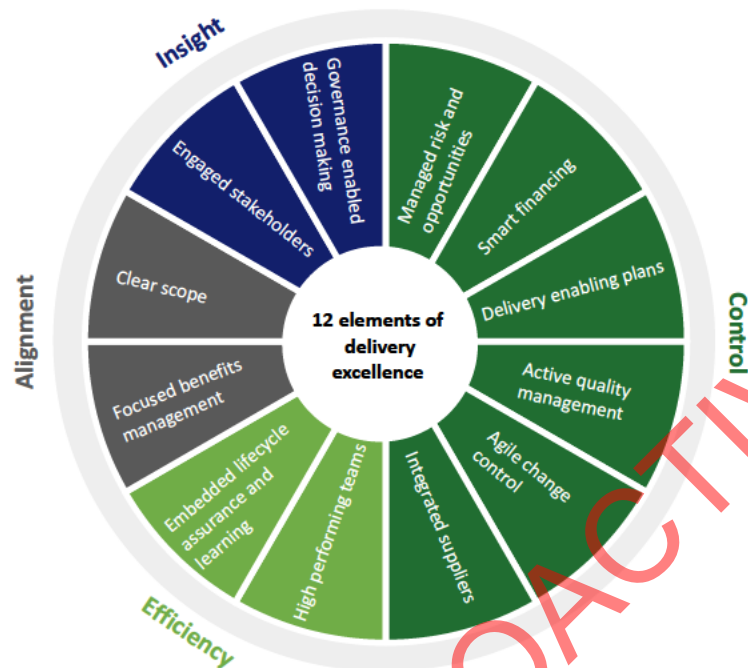 Insight
Governance enabled
decision making
Engaged stakeholders
Managed risk and
opportunities
Smart financing
Delivery enabling plans
Control
Active quality
management
Agile change
control
Integrated suppliers
High performing teams
Embedded lifecycle
assurance and
learning
Efficiency
Focused benefits
management
Clear scope
Alignment
12 elements of
delivery
excellence
OACTIV